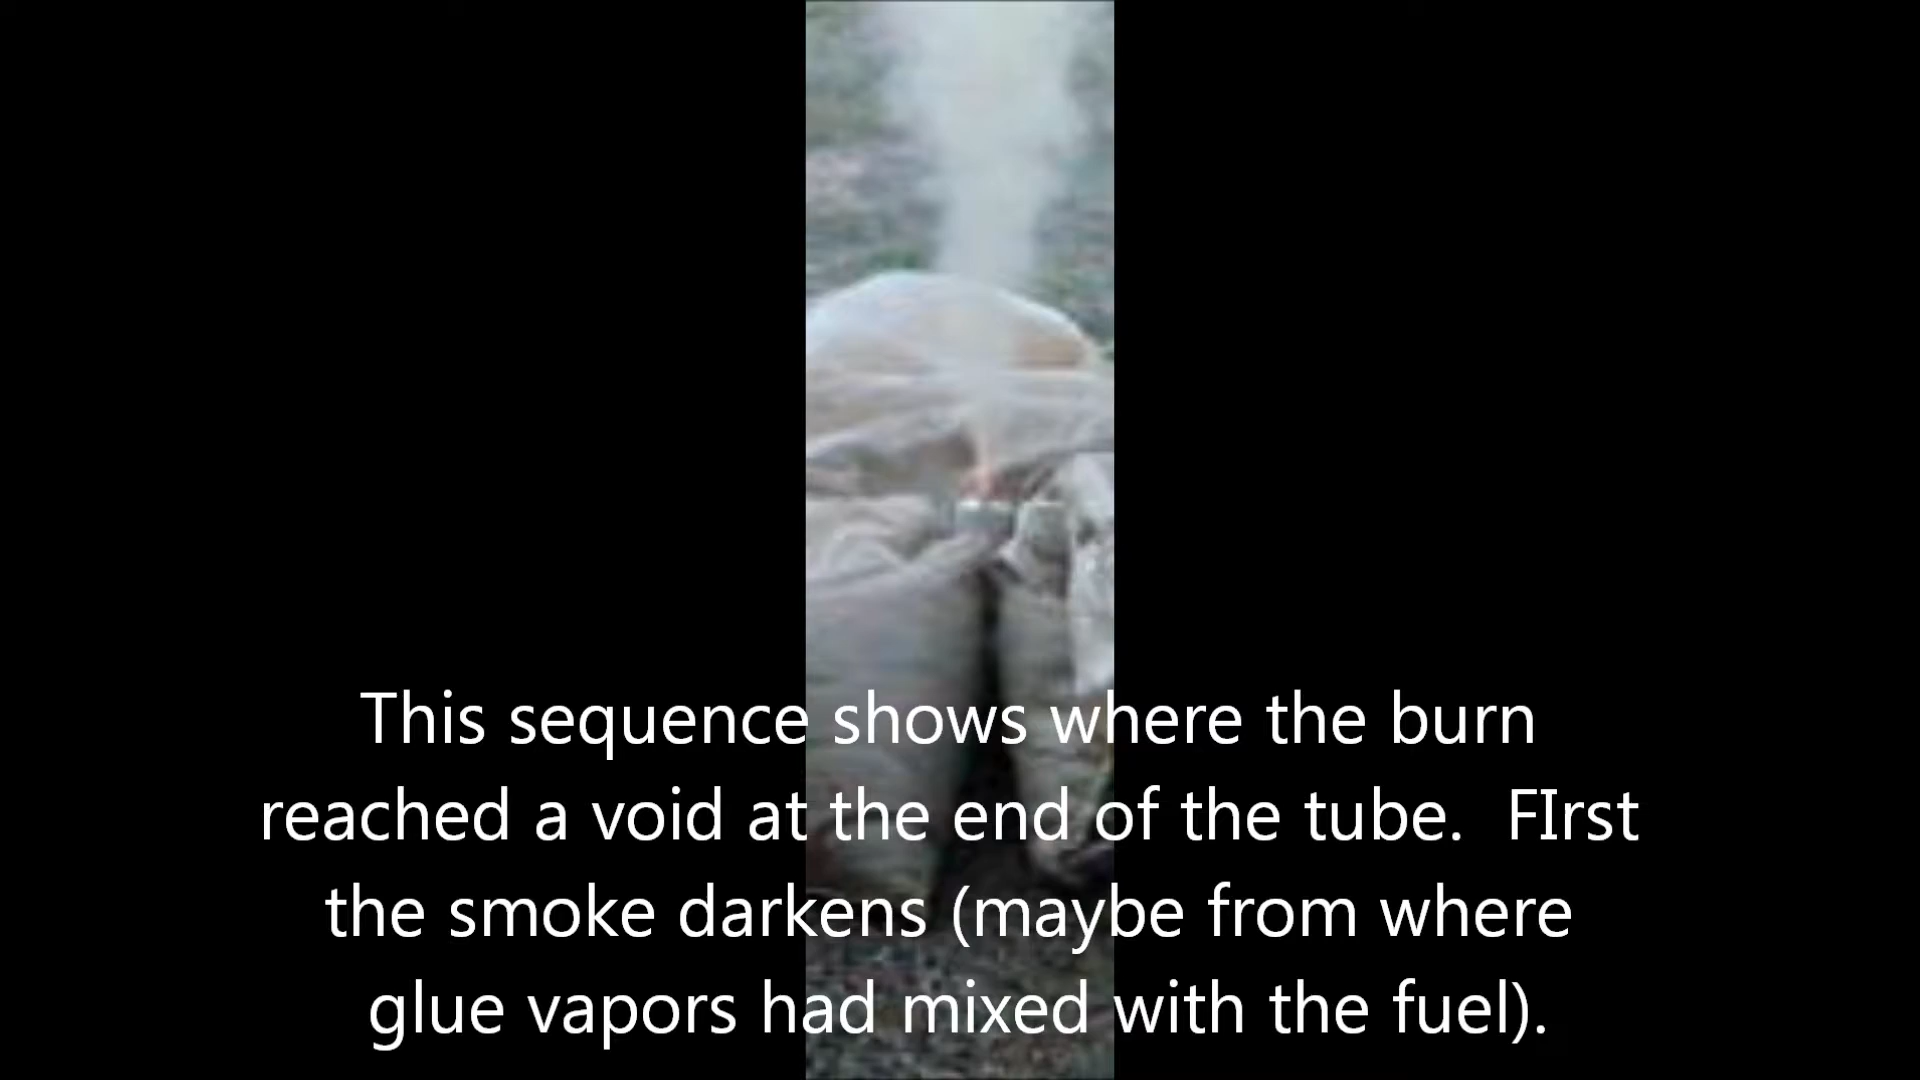 This sequence shows where the burn
reached a void at the end of the tube.  FIrst
the smoke darkens (maybe from where
glue vapors had mixed with the fuel).